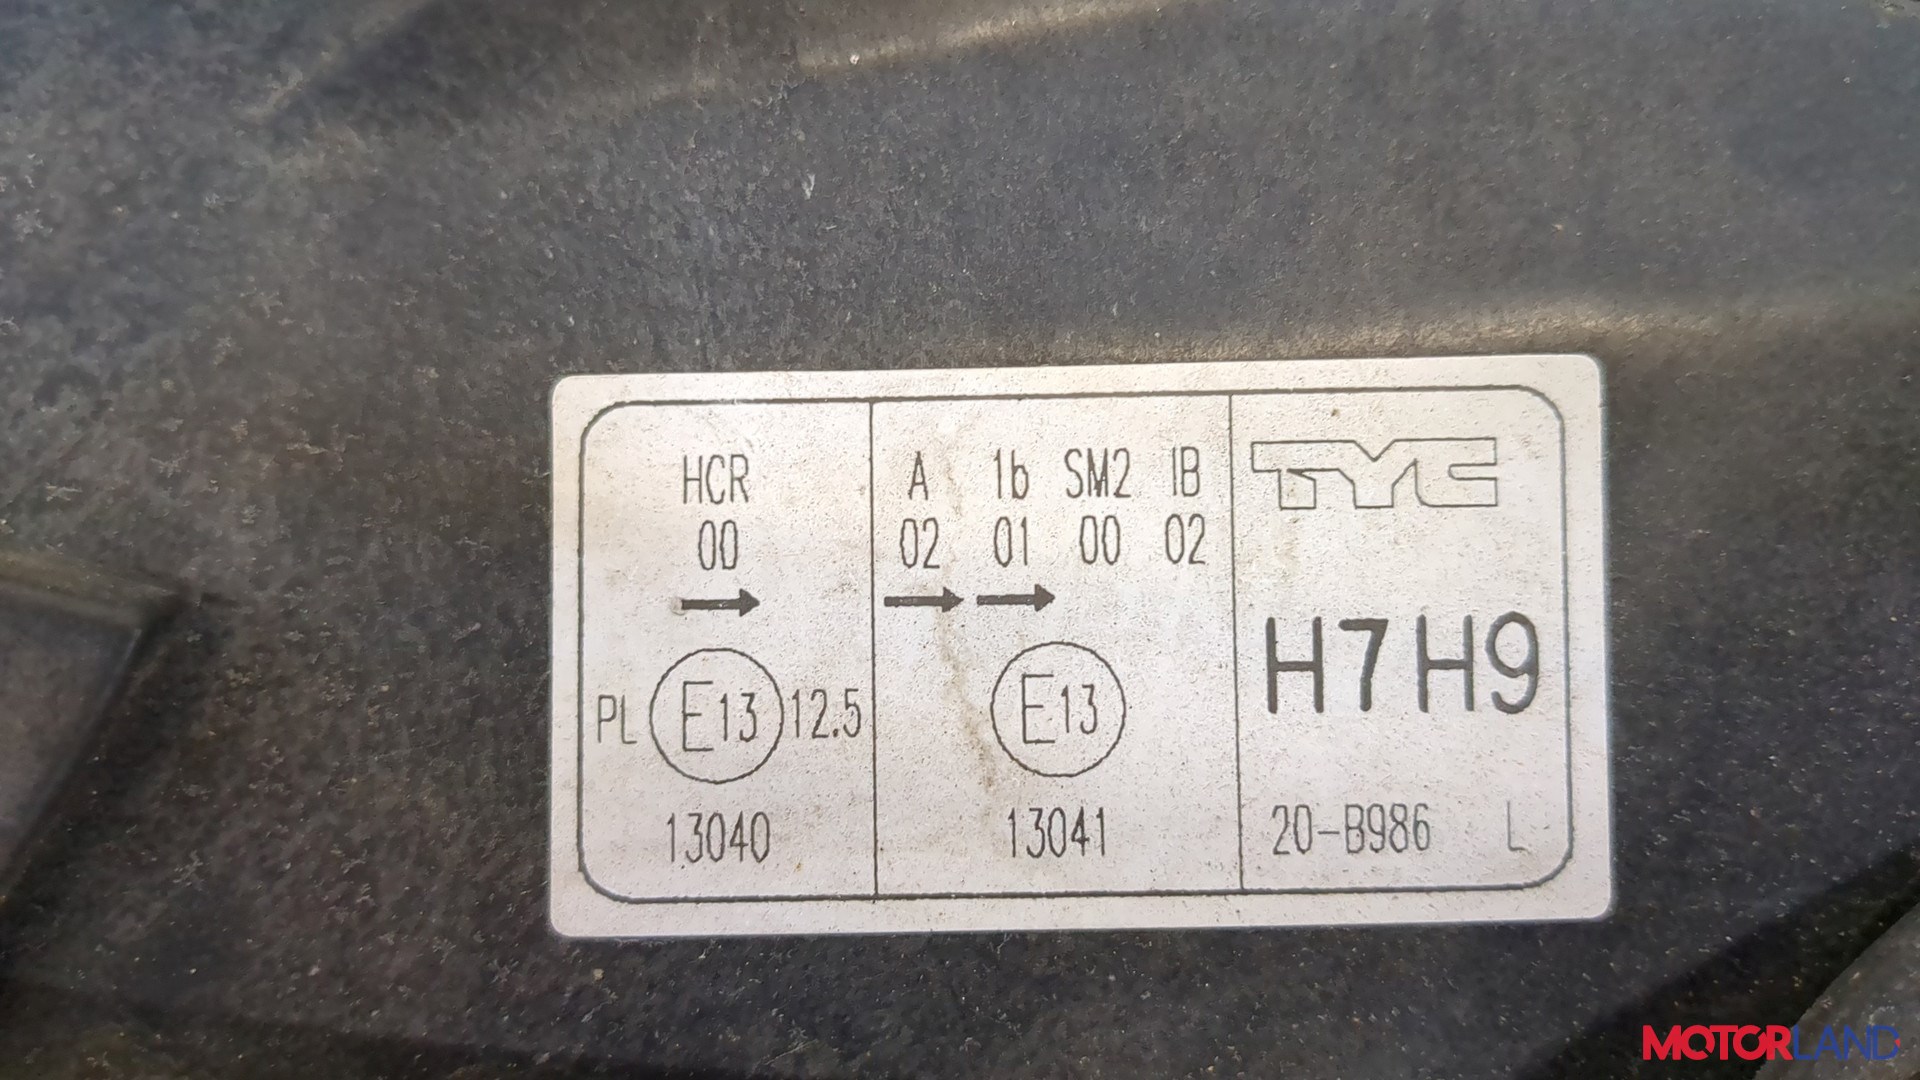 HCR
00
PL E13 12.5
13040
A 1b SM2 IB
02 01 00 02
E13
13041
TYC
H7 H9
20-B986 L
MOTORLAND